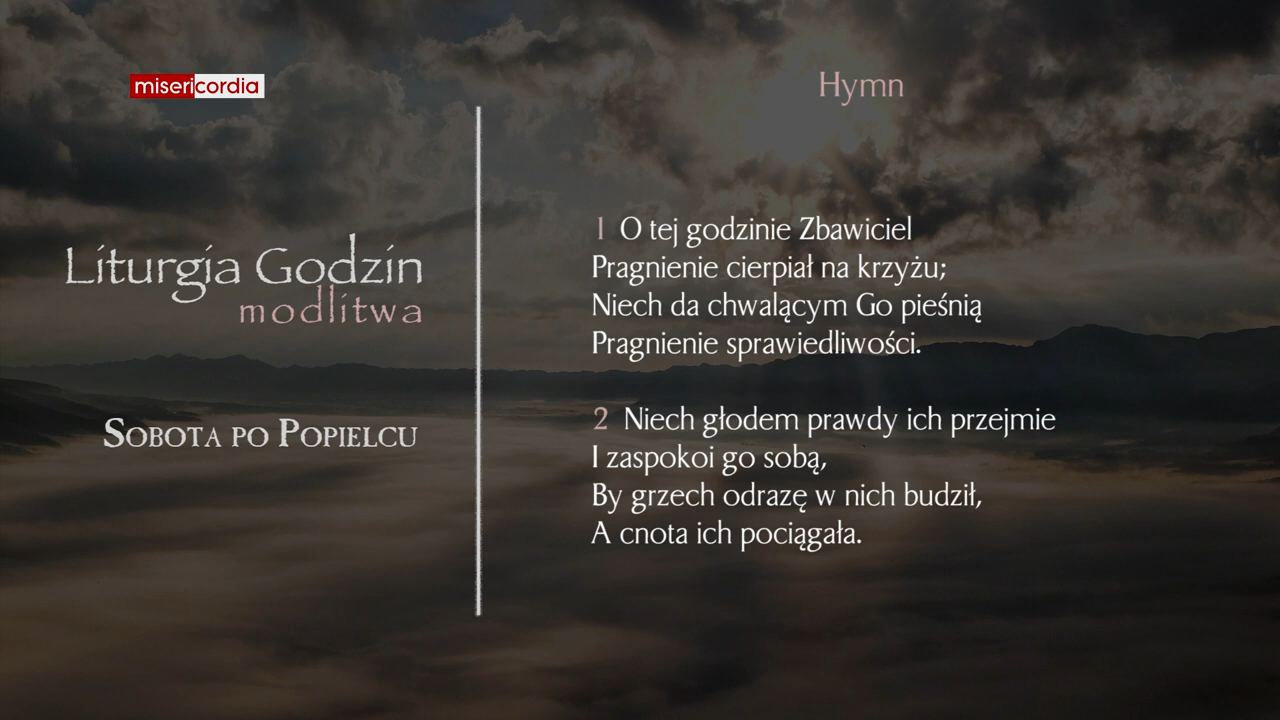 misericordia
Liturgia Godzin
modlitwa
Sobota po Popielcu
Hymn
1 O tej godzinie Zbawiciel
Pragnienie cierpiał na krzyżu;
Niech da chwalącym Go pieśnią
Pragnienie sprawiedliwości.
2 Niech głodem prawdy ich przejmie
I zaspokoi go sobą,
By grzech odrazę w nich budził,
A cnota ich pociągała.